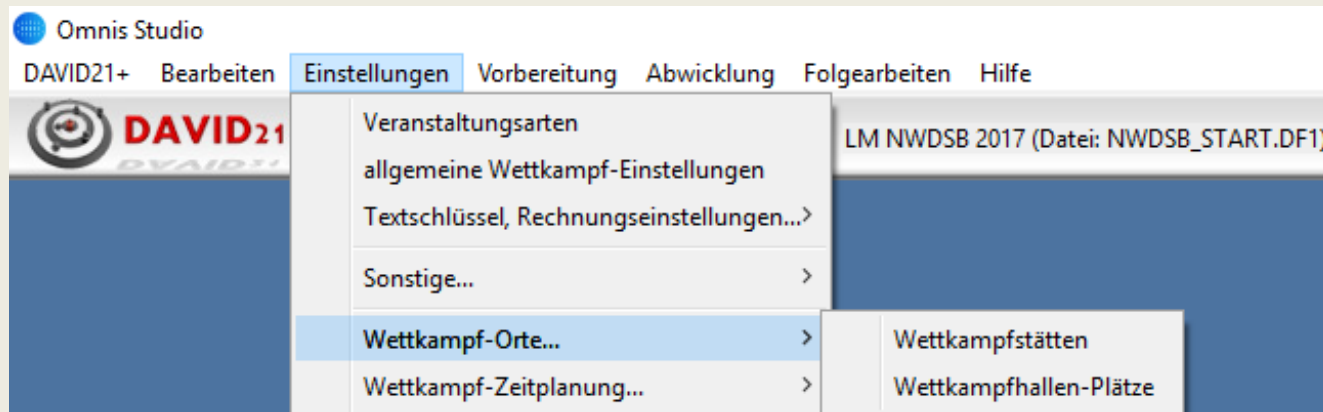 Omnis Studio
DAVID21+ Bearbeiten Einstellungen Vorbereitung Abwicklung Folgearbeiten Hilfe
DAVID21
LM NWDSB 2017 (Datei: NWDSB_START.DF1)
Veranstaltungsarten
allgemeine Wettkampf-Einstellungen
Textschlüssel, Rechnungseinstellungen...
Sonstige...
Wettkampf-Orte...
Wettkampfstätten
Wettkampf-Zeitplanung...
Wettkampfhallen-Plätze